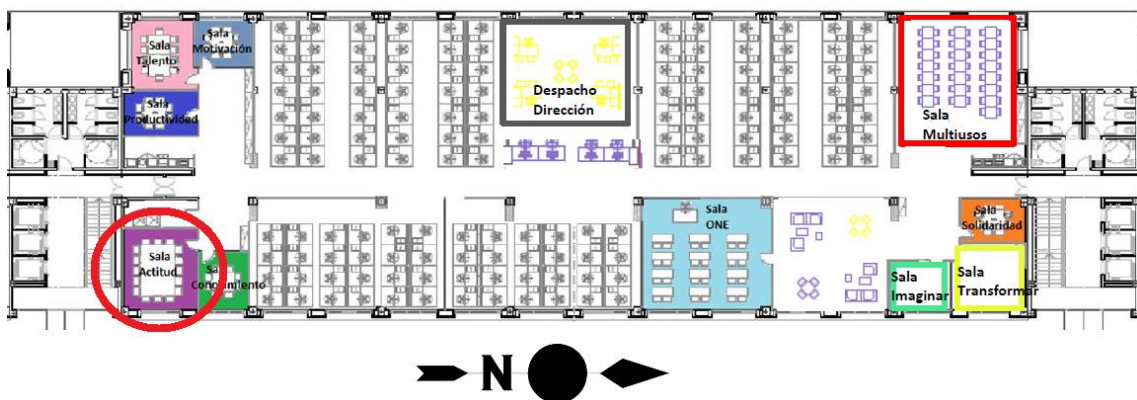 Sala
Talento
Sala
Motivación
Sala
Productividad
Despacho
Dirección
Sala
Multiusos
Sala
Actitud
Sala
Conocimiento
Sala
ONE
Sala
Solidaridad
Sala
Imaginar
Sala
Transformar
N